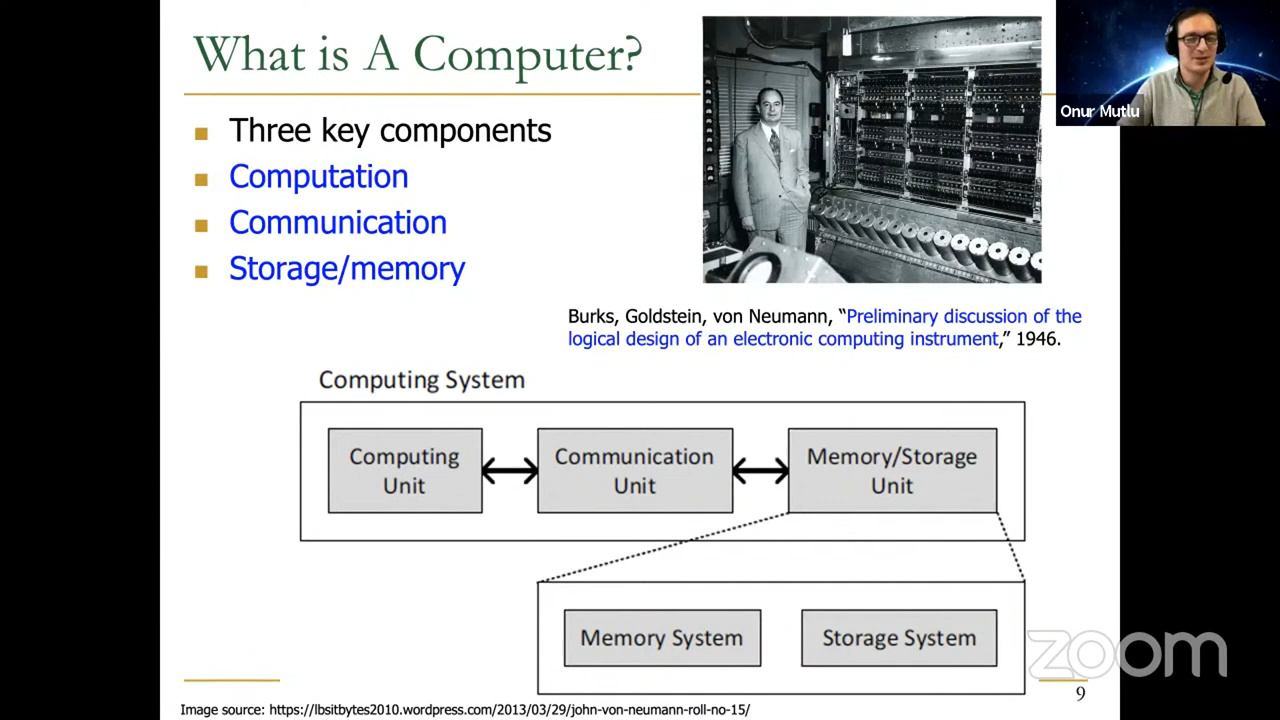 What is A Computer?
Onur Mutlu
Three key components
Computation
Communication
Storage/memory
Burks, Goldstein, von Neumann, “Preliminary discussion of the
logical design of an electronic computing instrument,” 1946.
Computing System
Computing
Unit
Communication
Unit
Memory/Storage
Unit
Memory System
Storage System
zoom
9
Image source: https://lbsitbytes2010.wordpress.com/2013/03/29/john-von-neumann-roll-no-15/